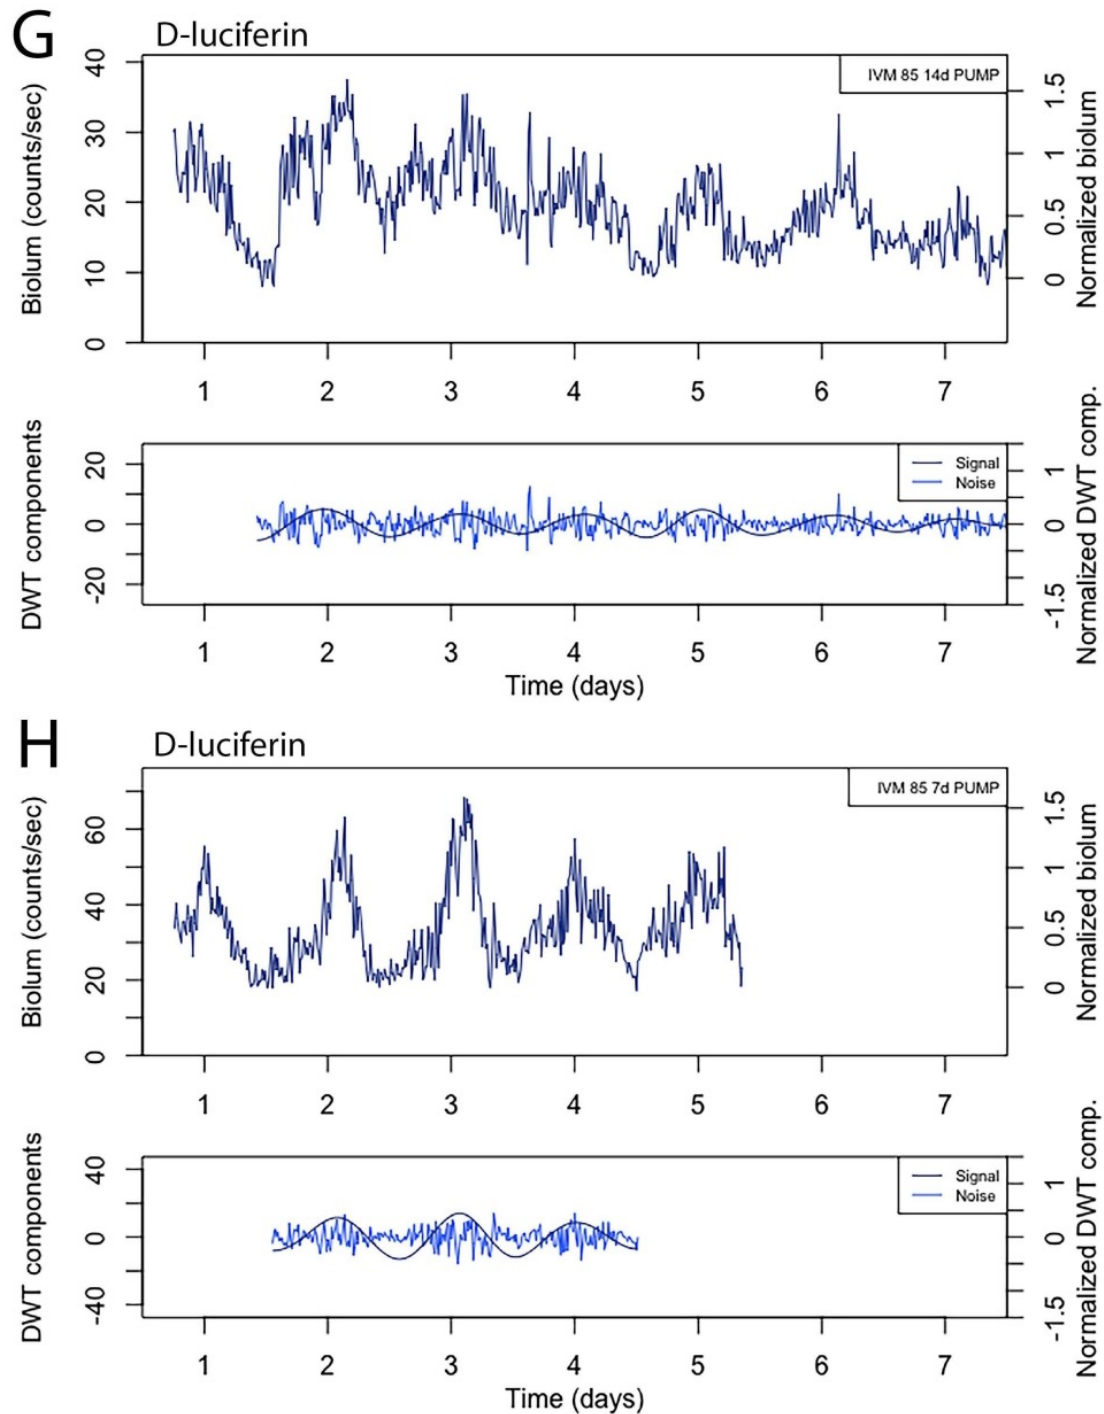 G
D-luciferin
IVM 85 14d PUMP
Biolum (counts/sec)
40
30
20
10
0
1.5
1
0.5
0
Normalized biolum
1 2 3 4 5 6 7
DWT components
20
0
-20
Signal
Noise
1
0
-1.5
Normalized DWT comp.
1 2 3 4 5 6 7
Time (days)
H
D-luciferin
IVM 85 7d PUMP
Biolum (counts/sec)
60
40
20
0
1.5
1
0.5
0
Normalized biolum
1 2 3 4 5 6 7
DWT components
40
0
-40
Signal
Noise
1
0
-1.5
Normalized DWT comp.
1 2 3 4 5 6 7
Time (days)